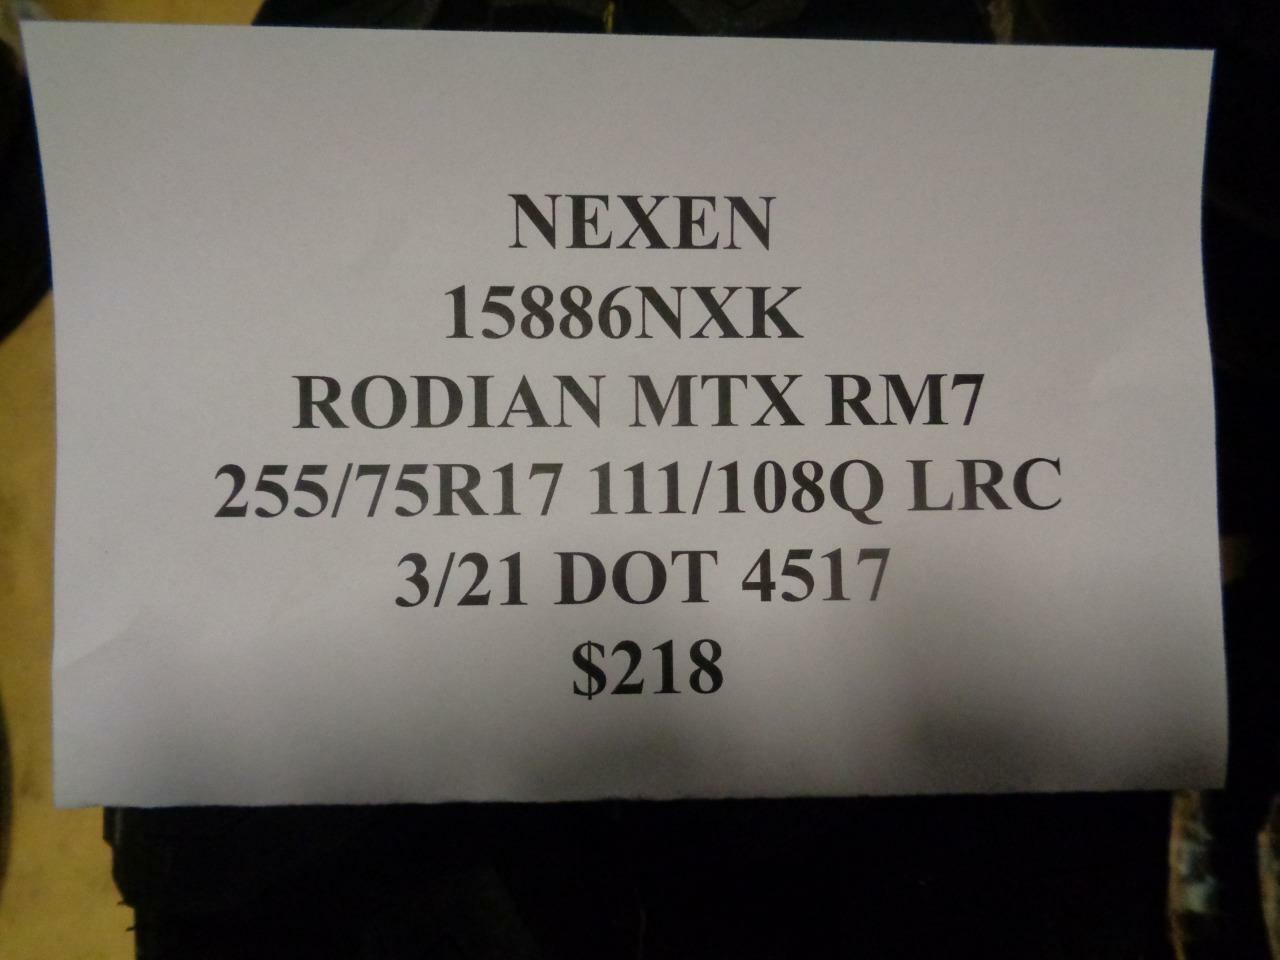 NEXEN
15886NXK
RODIAN MTX RM7
255/75R17 111/108Q LRC
3/21 DOT 4517
$218